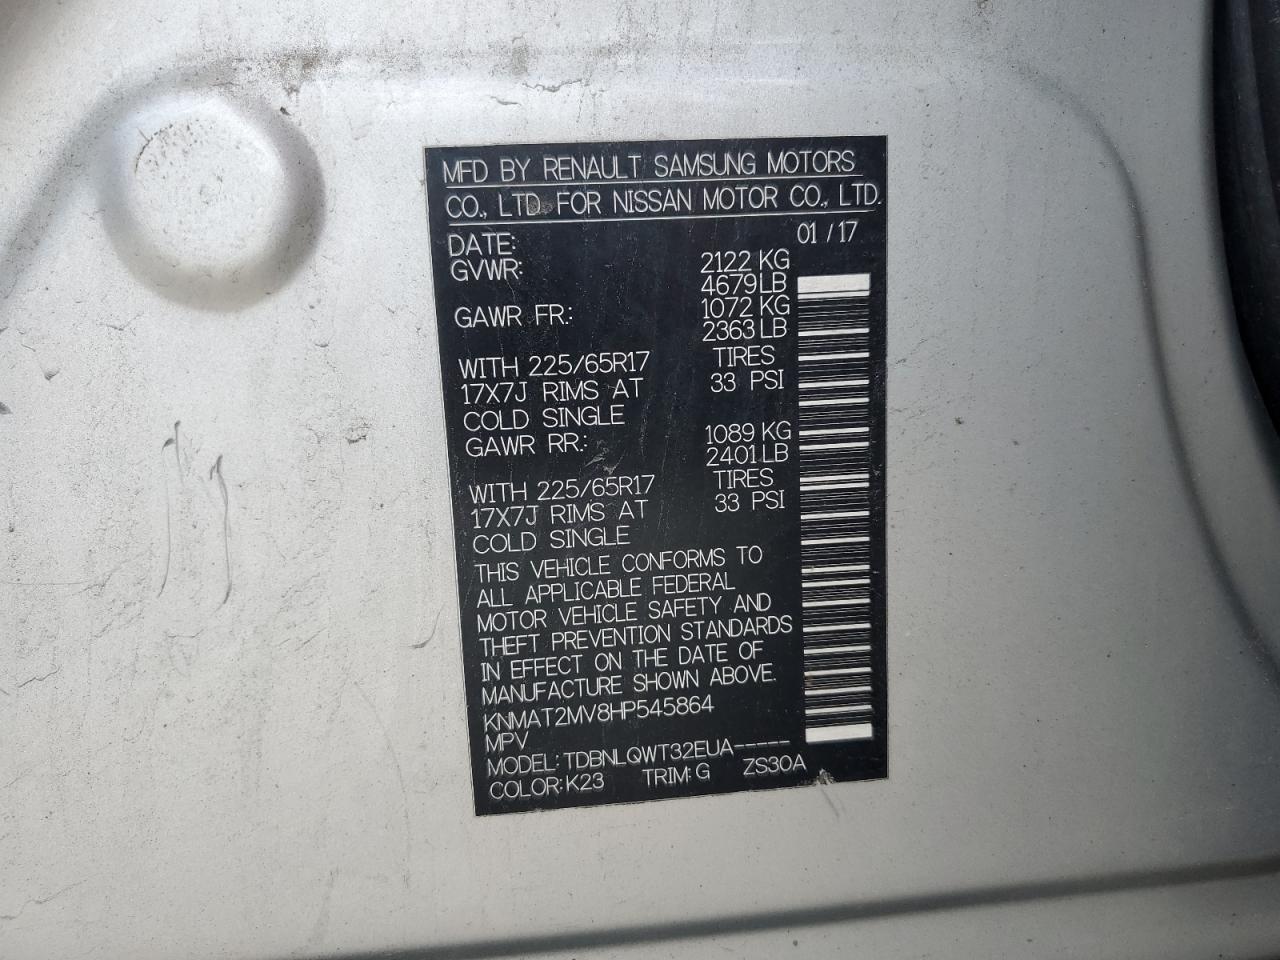 MFD BY RENAULT SAMSUNG MOTORS
CO., LTD. FOR NISSAN MOTOR CO., LTD.
DATE: 01 / 17
GVWR: 2122 KG
4679 LB
GAWR FR.: 1072 KG
2363 LB
WITH 225/65R17 TIRES
17X7J RIMS AT 33 PSI
COLD SINGLE
GAWR RR.: 1089 KG
2401 LB
WITH 225/65R17 TIRES
17X7J RIMS AT 33 PSI
COLD SINGLE
THIS VEHICLE CONFORMS TO
ALL APPLICABLE FEDERAL
MOTOR VEHICLE SAFETY AND
THEFT PREVENTION STANDARDS
IN EFFECT ON THE DATE OF
MANUFACTURE SHOWN ABOVE.
KNMAT2MV8HP545864
MPV
MODEL: TDBNLQWT32EUA-----
COLOR: K23 TRIM: G ZS30A